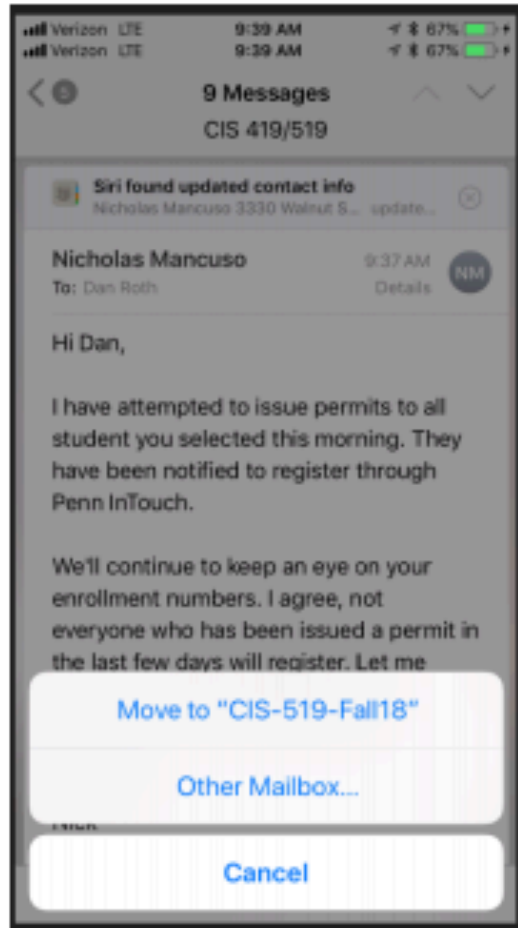 Verizon LTE 9:39 AM 67%
Verizon LTE 9:39 AM 67%
9 Messages
CIS 419/519
Siri found updated contact info
Nicholas Mancuso 3330 Walnut S... update...
Nicholas Mancuso 9:37 AM NM
To: Dan Roth Details
Hi Dan,
I have attempted to issue permits to all
student you selected this morning. They
have been notified to register through
Penn InTouch.
We'll continue to keep an eye on your
enrollment numbers. I agree, not
everyone who has been issued a permit in
the last few days will register. Let me
Move to "CIS-519-Fall18"
Other Mailbox...
Nick
Cancel